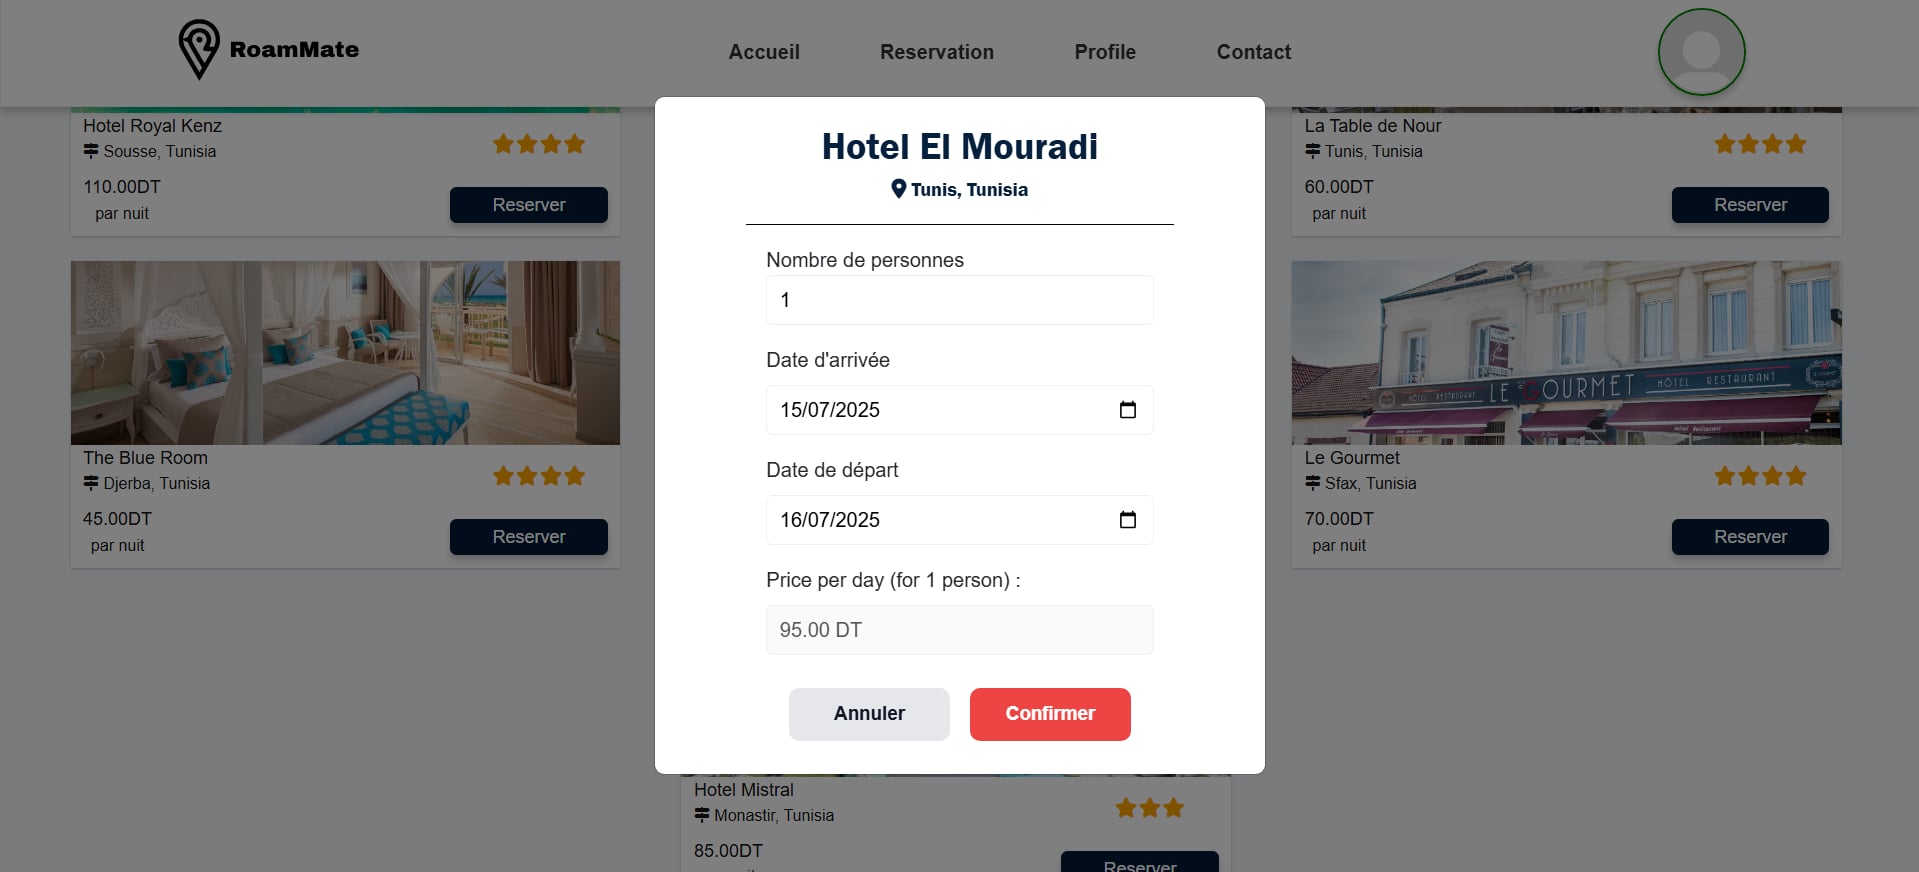 RoamMate
Accueil
Reservation
Profile
Contact
Hotel Royal Kenz
Sousse, Tunisia
110.00DT
par nuit
Reserver
The Blue Room
Djerba, Tunisia
45.00DT
par nuit
Reserver
Hotel El Mouradi
Tunis, Tunisia
Nombre de personnes
1
Date d'arrivée
15/07/2025
Date de départ
16/07/2025
Price per day (for 1 person) :
95.00 DT
Annuler
Confirmer
Hotel Mistral
Monastir, Tunisia
85.00DT
Reserver
La Table de Nour
Tunis, Tunisia
60.00DT
par nuit
Reserver
HOTEL . RESTAURANT
LE GOURMET
HÔTEL . RESTAURANT
Hôtel Restaurant
Le Gourmet
Sfax, Tunisia
70.00DT
par nuit
Reserver